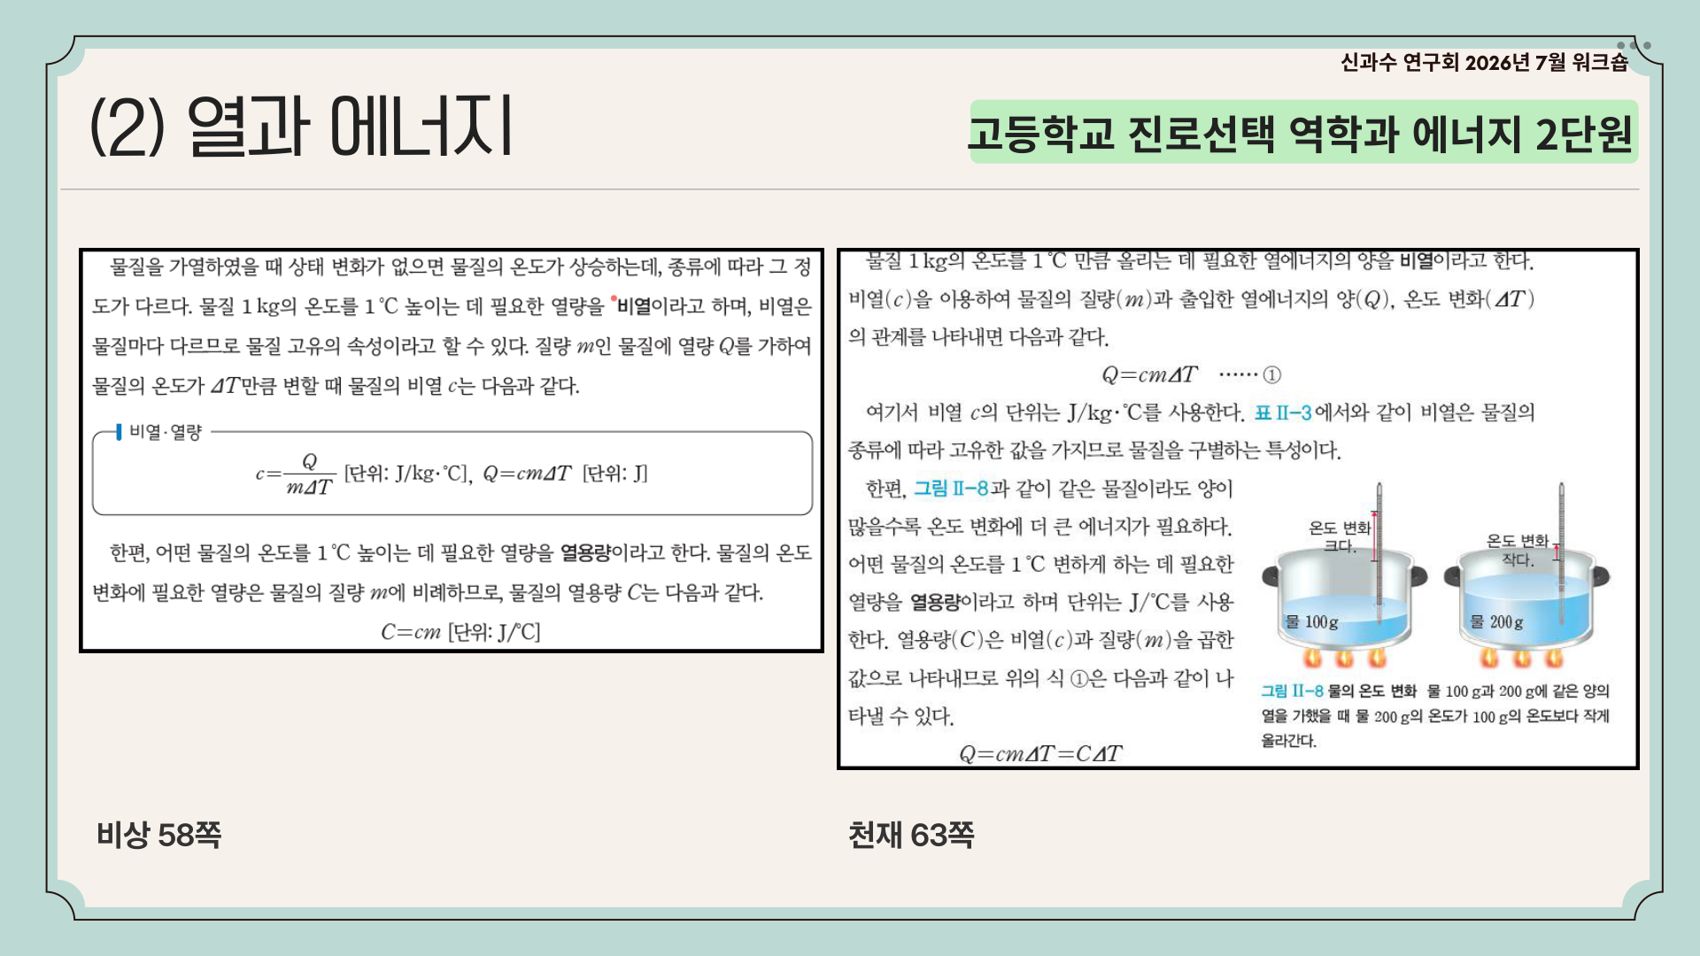 신과수 연구회 2026년 7월 워크숍
(2) 열과 에너지
고등학교 진로선택 역학과 에너지 2단원
물질을 가열하였을 때 상태 변화가 없으면 물질의 온도가 상승하는데, 종류에 따라 그 정
도가 다르다. 물질 1 kg의 온도를 1 ℃ 높이는 데 필요한 열량을 •비열이라고 하며, 비열은
물질마다 다르므로 물질 고유의 속성이라고 할 수 있다. 질량 m인 물질에 열량 Q를 가하여
물질의 온도가 ΔT만큼 변할 때 물질의 비열 c는 다음과 같다.
비열·열량
c=Q/mΔT [단위: J/kg·℃], Q=cmΔT [단위: J]
한편, 어떤 물질의 온도를 1 ℃ 높이는 데 필요한 열량을 열용량이라고 한다. 물질의 온도
변화에 필요한 열량은 물질의 질량 m에 비례하므로, 물질의 열용량 C는 다음과 같다.
C=cm [단위: J/℃]
비상 58쪽
물질 1 kg의 온도를 1 ℃ 만큼 올리는 데 필요한 열에너지의 양을 비열이라고 한다.
비열(c)을 이용하여 물질의 질량(m)과 출입한 열에너지의 양(Q), 온도 변화(ΔT)
의 관계를 나타내면 다음과 같다.
Q=cmΔT ······ ①
여기서 비열 c의 단위는 J/kg·℃를 사용한다. 표 Ⅱ-3에서와 같이 비열은 물질의
종류에 따라 고유한 값을 가지므로 물질을 구별하는 특성이다.
한편, 그림 Ⅱ-8과 같이 같은 물질이라도 양이
많을수록 온도 변화에 더 큰 에너지가 필요하다.
어떤 물질의 온도를 1 ℃ 변하게 하는 데 필요한
열량을 열용량이라고 하며 단위는 J/℃를 사용
한다. 열용량(C)은 비열(c)과 질량(m)을 곱한
값으로 나타내므로 위의 식 ①은 다음과 같이 나
타낼 수 있다.
Q=cmΔT=CΔT
온도 변화
크다.
물 100 g
온도 변화
작다.
물 200 g
그림 Ⅱ-8 물의 온도 변화 물 100 g과 200 g에 같은 양의
열을 가했을 때 물 200 g의 온도가 100 g의 온도보다 작게
올라간다.
천재 63쪽